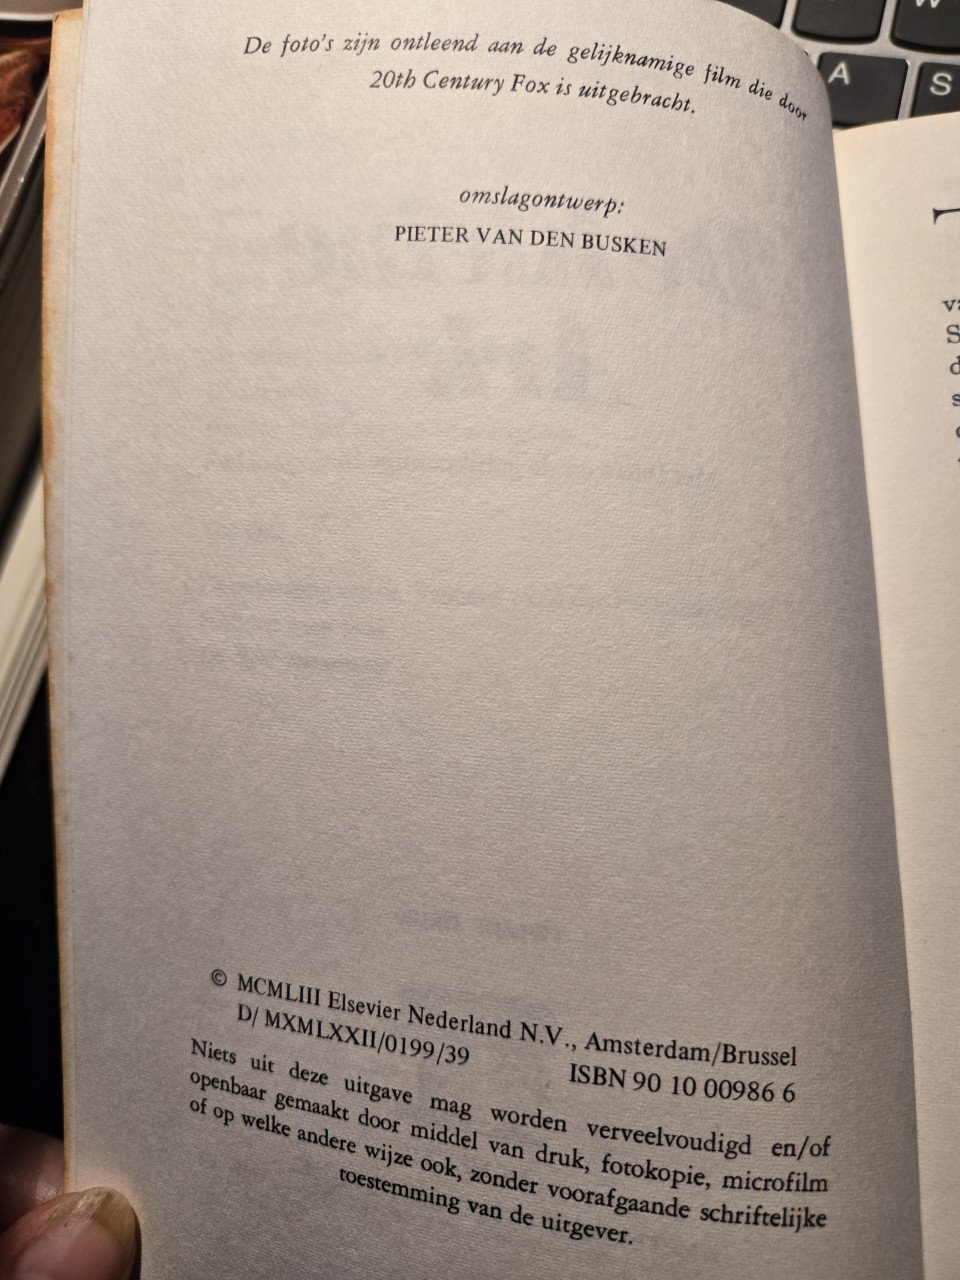 De foto's zijn ontleend aan de gelijknamige film die door
20th Century Fox is uitgebracht.
omslagontwerp:
PIETER VAN DEN BUSKEN
© MCMLIII Elsevier Nederland N.V., Amsterdam/Brussel
D/ MXMLXXII/0199/39 ISBN 90 10 00986 6
Niets uit deze uitgave mag worden verveelvoudigd en/of
openbaar gemaakt door middel van druk, fotokopie, microfilm
of op welke andere wijze ook, zonder voorafgaande schriftelijke
toestemming van de uitgever.
A
S